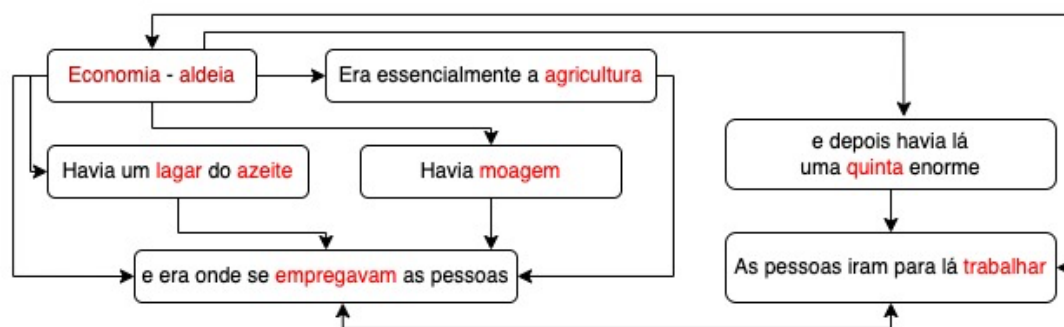 Economia - aldeia
Era essencialmente a agricultura
Havia um lagar do azeite
Havia moagem
e era onde se empregavam as pessoas
e depois havia lá
uma quinta enorme
As pessoas iram para lá trabalhar